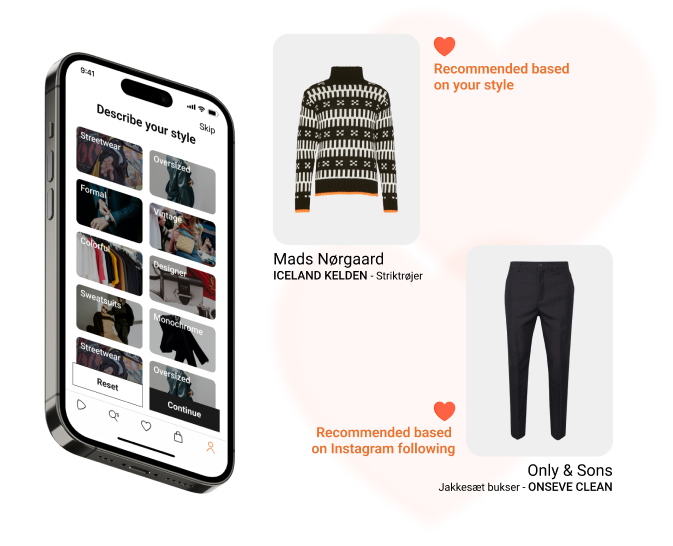 9:41
Skip
Describe your style
Streetwear
Oversized
Formal
Vintage
Colorful
Designer
Sweatsuits
Monochrome
Streetwear
Oversized
Reset
Continue
Recommended based
on your style
Mads Nørgaard
ICELAND KELDEN - Striktrøjer
Recommended based
on Instagram following
Only & Sons
Jakkesæt bukser - ONSEVE CLEAN